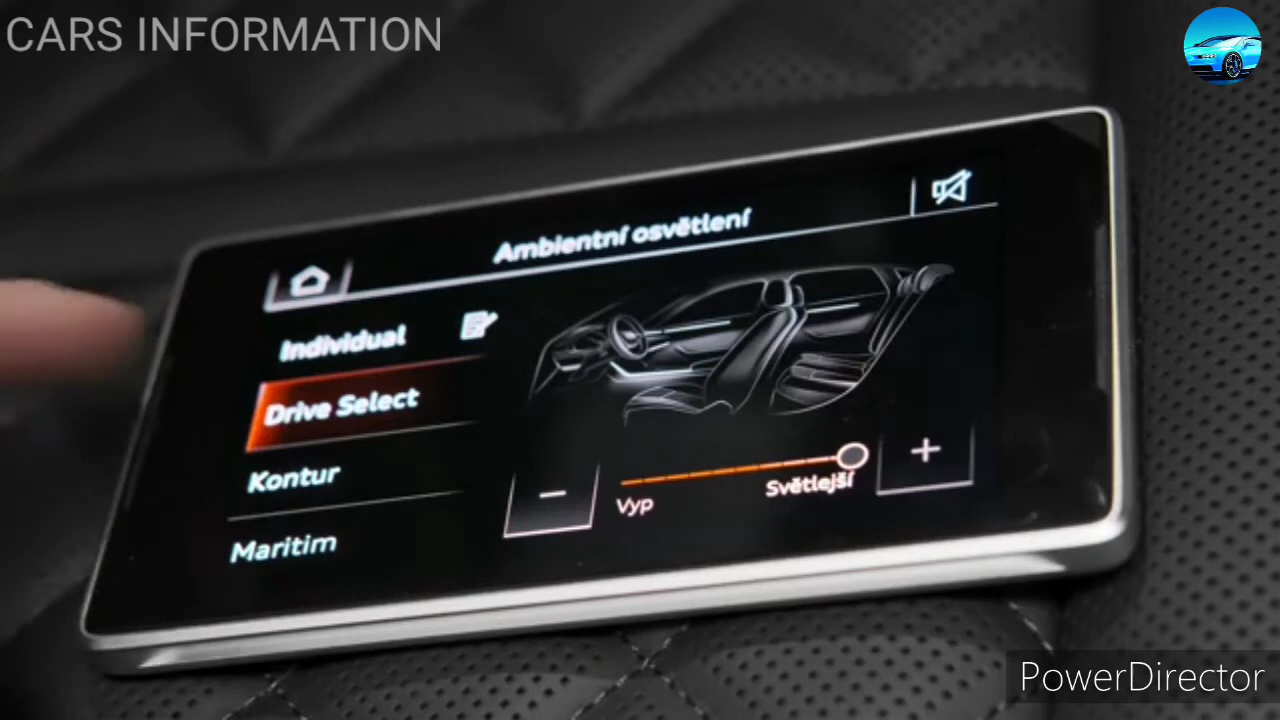 CARS INFORMATION
Ambientní osvětlení
Individual
Drive Select
Kontur
Maritim
Vyp
Světlejší
PowerDirector